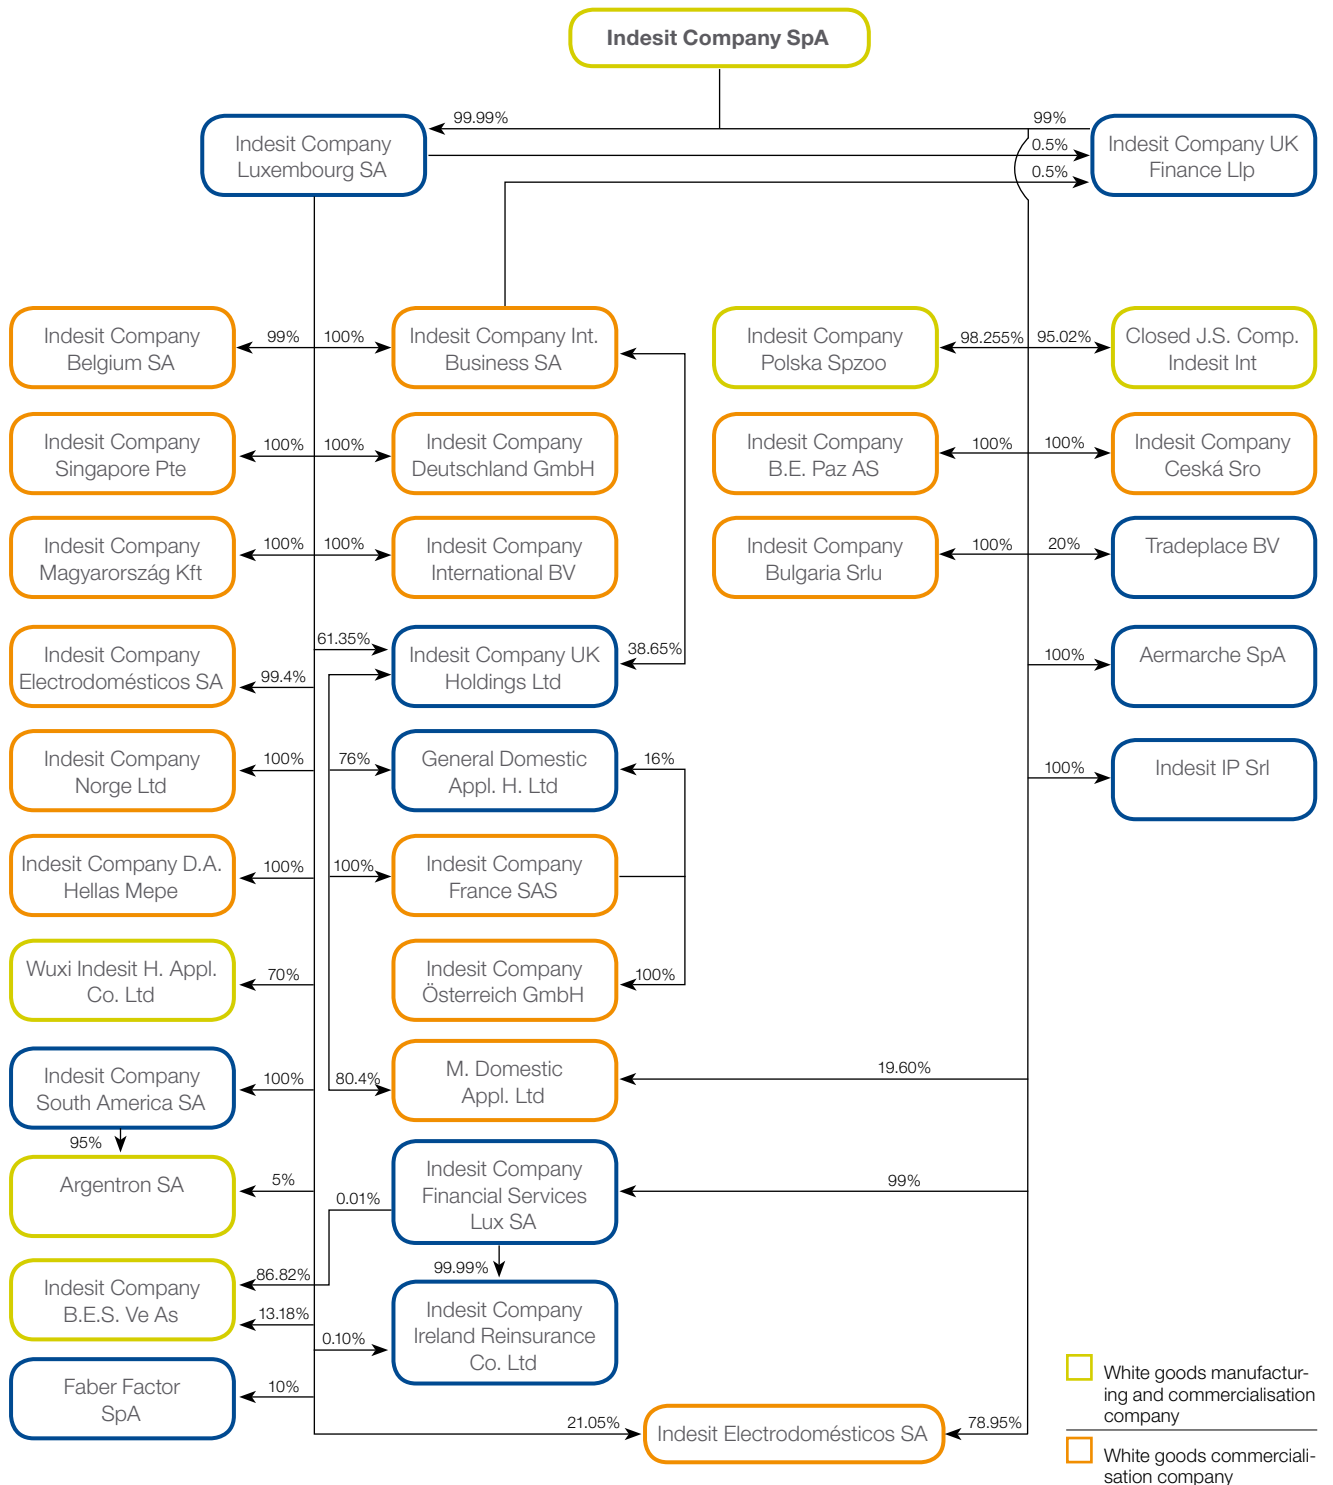 Indesit Company SpA
99.99%
99%
Indesit Company
Luxembourg SA
0.5%
0.5%
Indesit Company UK
Finance Llp
Indesit Company
Belgium SA
99%
100%
Indesit Company Int.
Business SA
Indesit Company
Polska Spzoo
98.255%
95.02%
Closed J.S. Comp.
Indesit Int
Indesit Company
Singapore Pte
100%
100%
Indesit Company
Deutschland GmbH
Indesit Company
B.E. Paz AS
100%
100%
Indesit Company
Ceská Sro
Indesit Company
Magyarország Kft
100%
100%
Indesit Company
International BV
Indesit Company
Bulgaria Srlu
100%
20%
Tradeplace BV
Indesit Company
Electrodomésticos SA
99.4%
61.35%
Indesit Company UK
Holdings Ltd
38.65%
100%
Aermarche SpA
Indesit Company
Norge Ltd
100%
76%
General Domestic
Appl. H. Ltd
16%
100%
Indesit IP Srl
Indesit Company D.A.
Hellas Mepe
100%
100%
Indesit Company
France SAS
Wuxi Indesit H. Appl.
Co. Ltd
70%
Indesit Company
Österreich GmbH
100%
Indesit Company
South America SA
100%
80.4%
M. Domestic
Appl. Ltd
19.60%
95%
Argentron SA
5%
0.01%
Indesit Company
Financial Services
Lux SA
99%
99.99%
Indesit Company
B.E.S. Ve As
86.82%
13.18%
0.10%
Indesit Company
Ireland Reinsurance
Co. Ltd
Faber Factor
SpA
10%
21.05%
Indesit Electrodomésticos SA
78.95%
White goods manufactur-
ing and commercialisation
company
White goods commerciali-
sation company